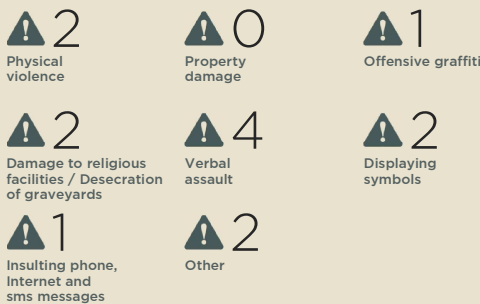 2
Physical
violence
0
Property
damage
1
Offensive graffiti
2
Damage to religious
facilities / Desecration
of graveyards
4
Verbal
assault
2
Displaying
symbols
1
Insulting phone,
Internet and
sms messages
2
Other